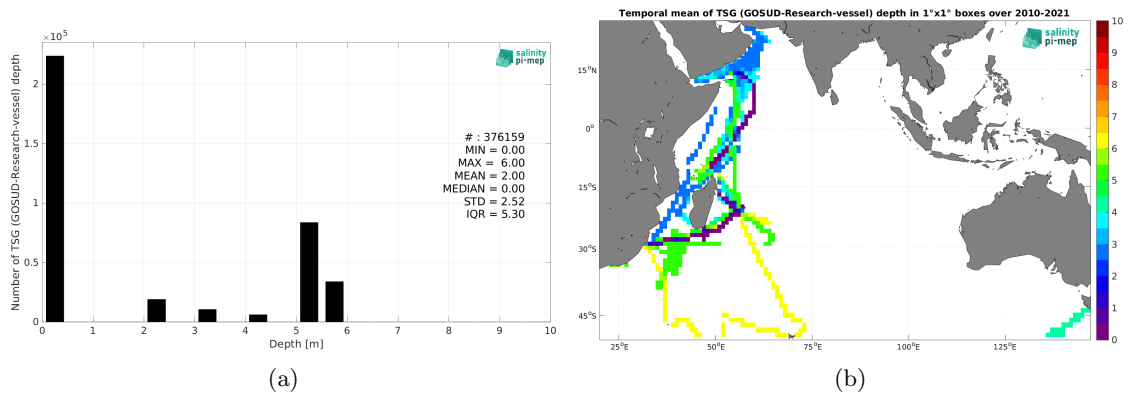 ×10⁵
2
1.5
1
0.5
0
0 1 2 3 4 5 6 7 8 9 10
Number of TSG (GOSUD-Research-vessel) depth
Depth [m]
salinity
pi-mep
# : 376159
MIN = 0.00
MAX = 6.00
MEAN = 2.00
MEDIAN = 0.00
STD = 2.52
IQR = 5.30
(a)
Temporal mean of TSG (GOSUD-Research-vessel) depth in 1°x1° boxes over 2010-2021
salinity
pi-mep
15°N
0°
15°S
30°S
45°S
25°E 50°E 75°E 100°E 125°E
10
9
8
7
6
5
4
3
2
1
0
(b)